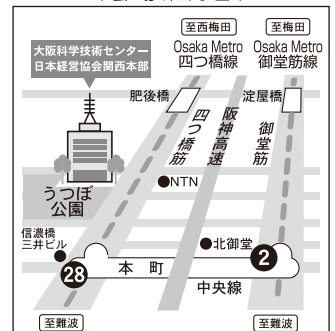 至西梅田
至梅田
Osaka Metro
四つ橋線
Osaka Metro
御堂筋線
大阪科学技術センター
日本経営協会関西本部
肥後橋
淀屋橋
四つ橋筋
阪神高速
御堂筋
うつぼ
公園
●NTN
信濃橋
三井ビル
●北御堂
28
本町
2
中央線
至難波
至難波